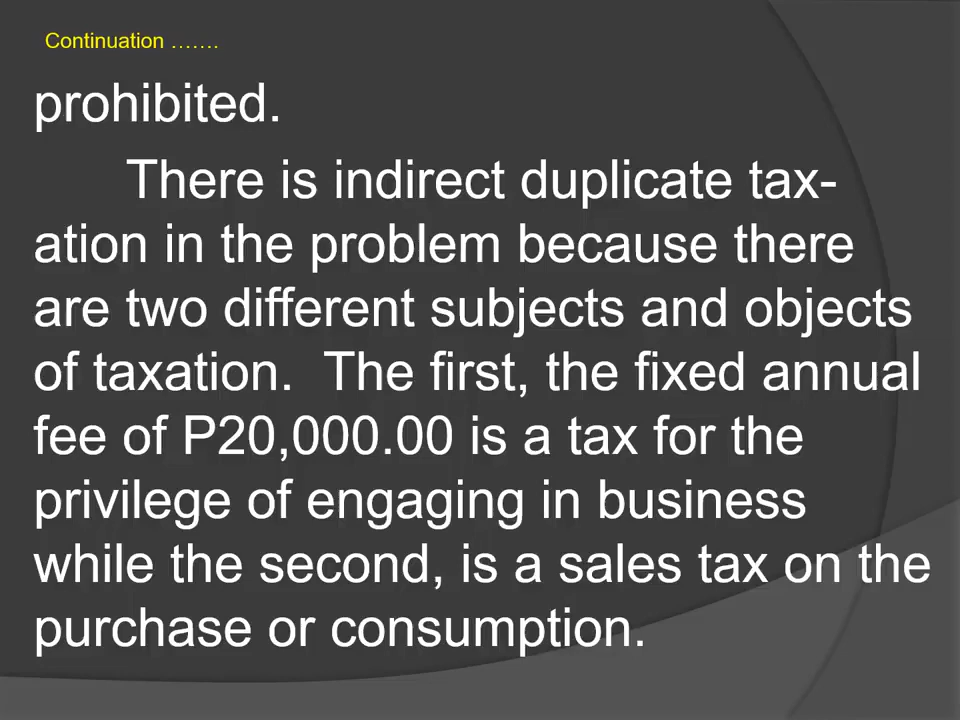 Continuation …….
prohibited.
There is indirect duplicate tax-
ation in the problem because there
are two different subjects and objects
of taxation.  The first, the fixed annual
fee of P20,000.00 is a tax for the
privilege of engaging in business
while the second, is a sales tax on the
purchase or consumption.